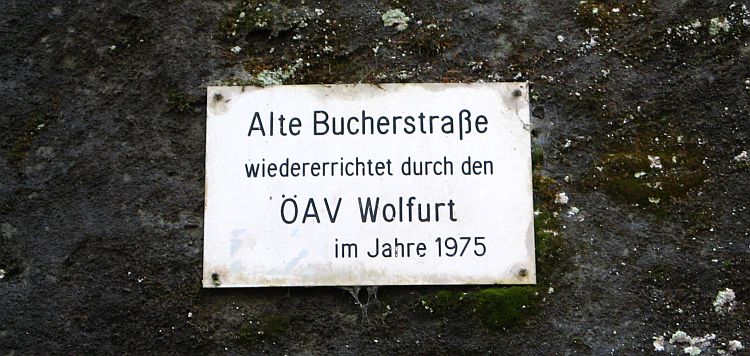 Alte Bucherstraße
wiedererrichtet durch den
ÖAV Wolfurt
im Jahre 1975